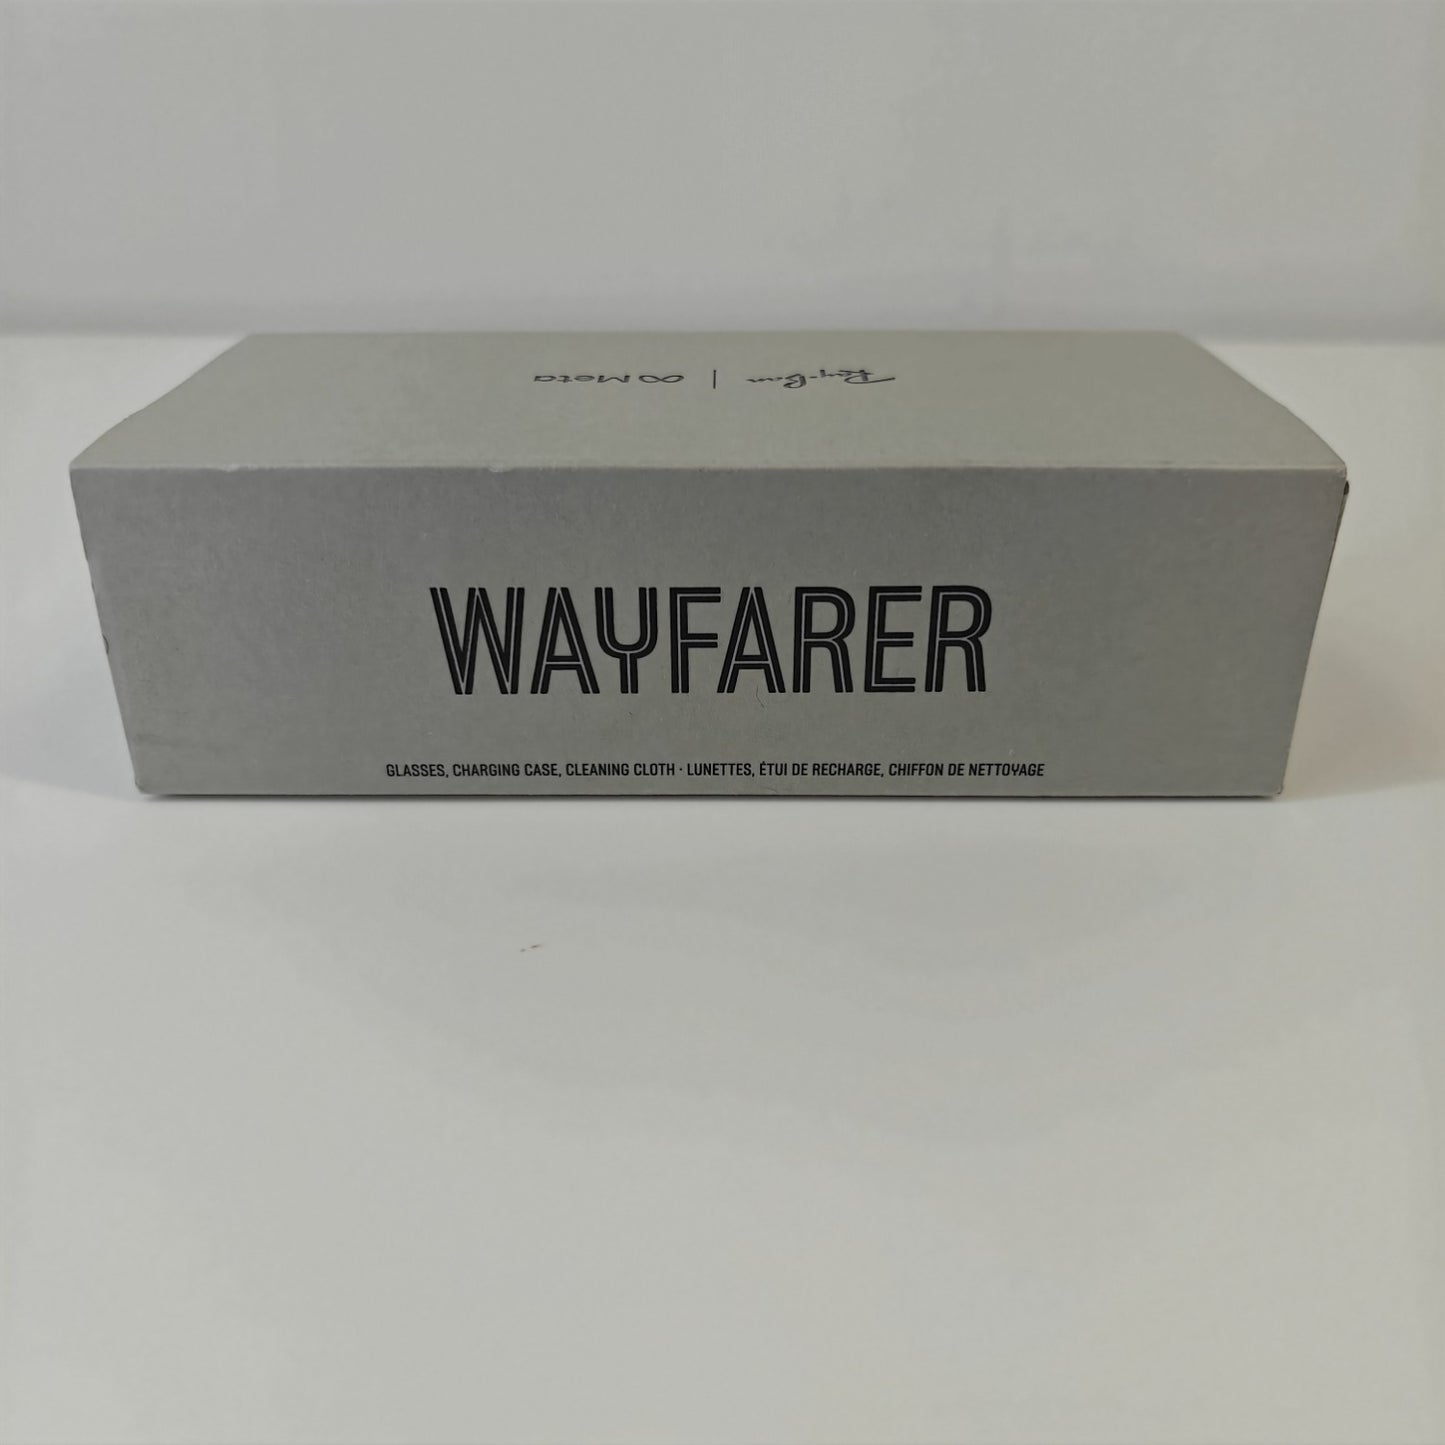 Ray-Ban | Meta
WAYFARER
GLASSES, CHARGING CASE, CLEANING CLOTH · LUNETTES, ÉTUI DE RECHARGE, CHIFFON DE NETTOYAGE